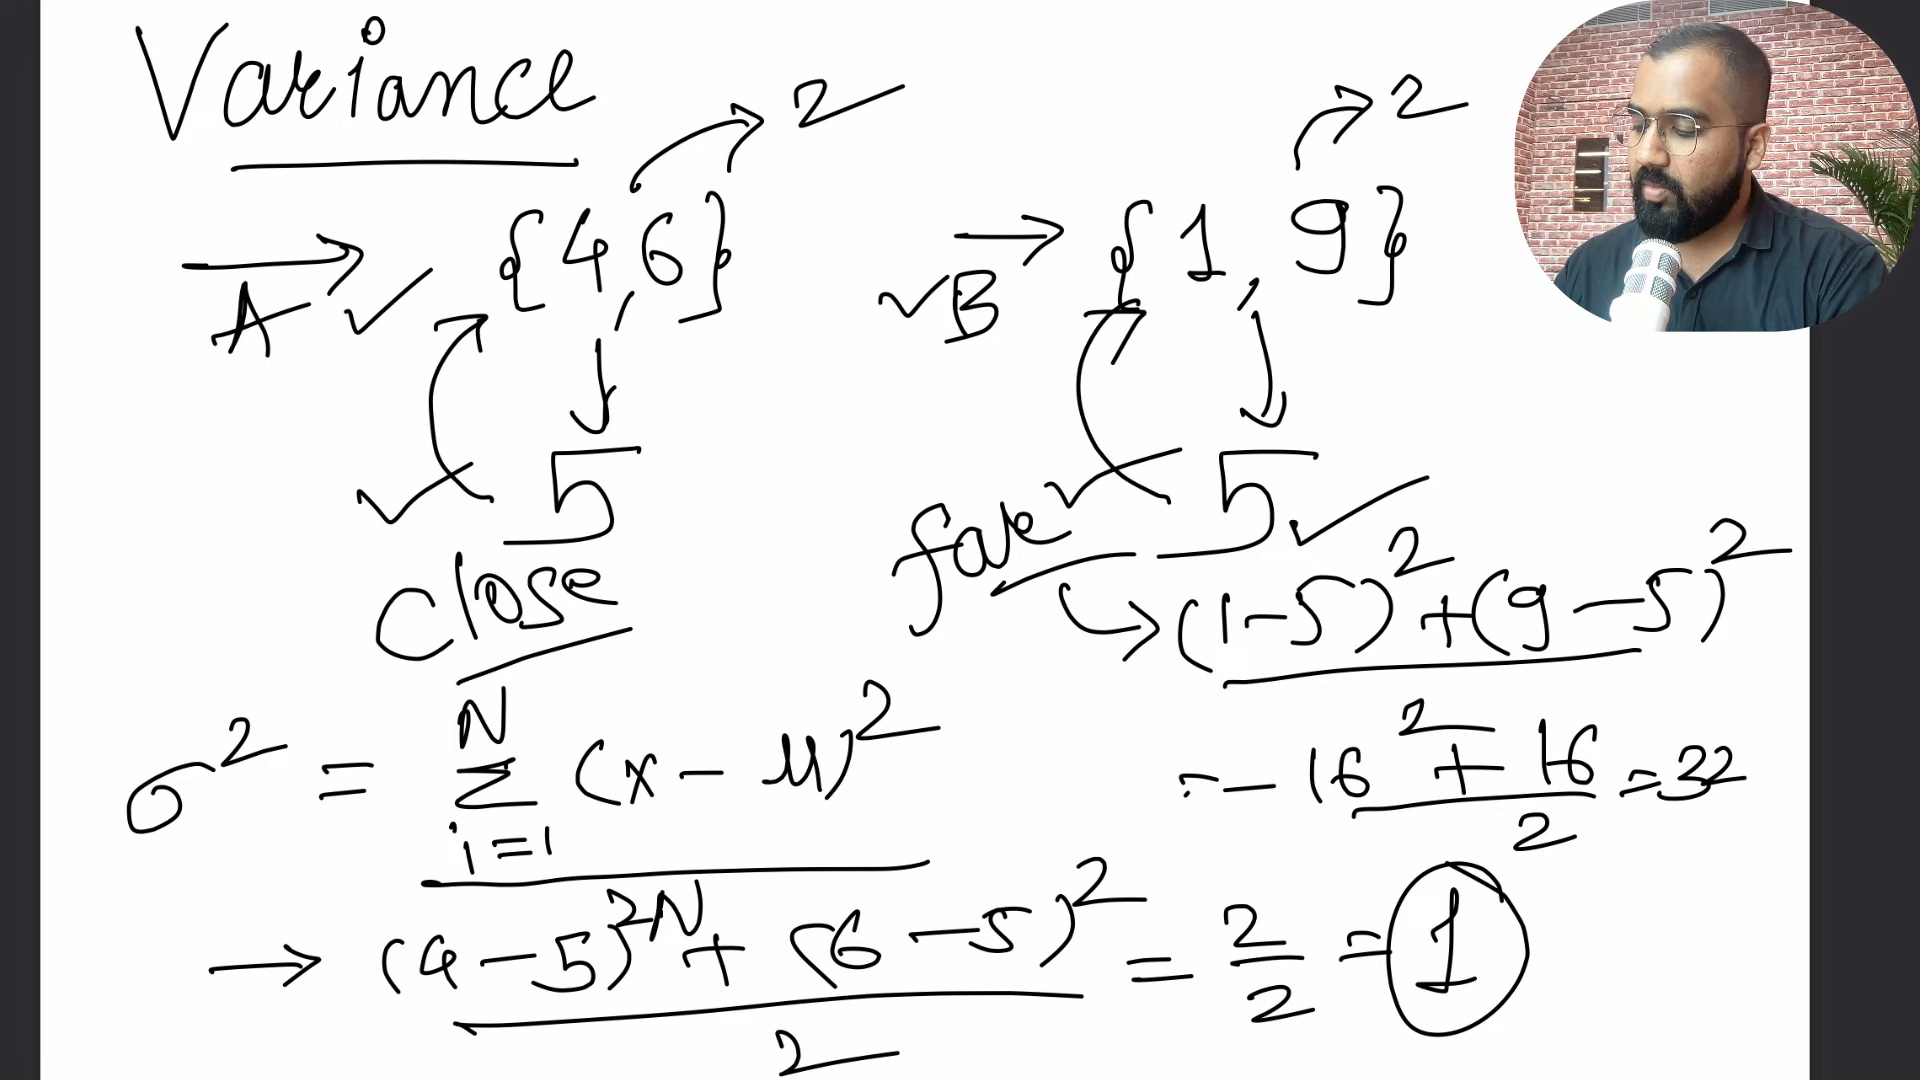 Variance
→ 2
→ 2
A → ✓ {4, 6}
✓B → {1, 9}
✓ 5
close
far ✓ 5 ✓
→ (1-5)² + (9-5)²
2
σ² = N Σ i=1 (x - μ)²
N
= - 16 + 16 = 32
2
→ (4-5)² + (6-5)² = 2/2 = 1
2